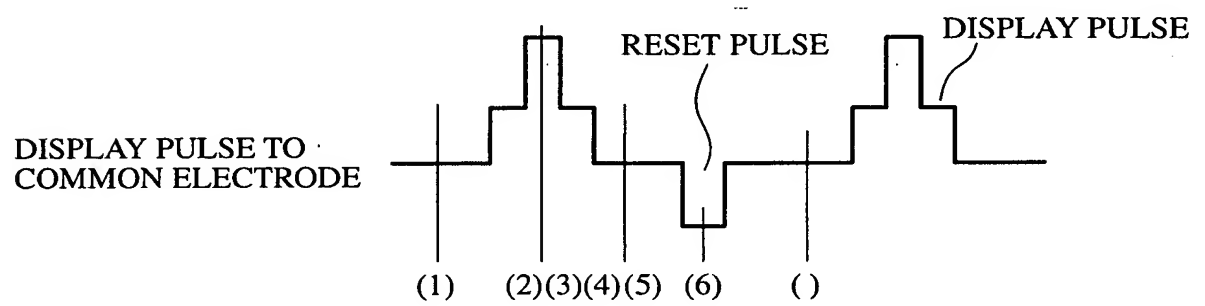 RESET PULSE
DISPLAY PULSE
DISPLAY PULSE TO
COMMON ELECTRODE
(1) (2)(3)(4)(5) (6) ( )